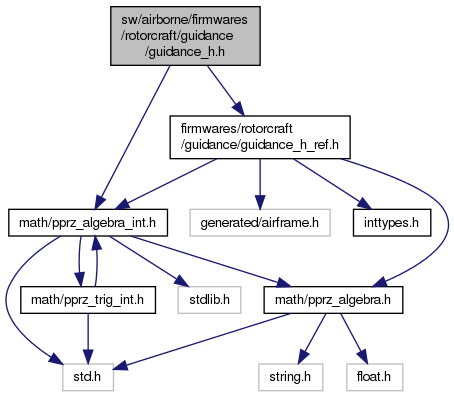 sw/airborne/firmwares
/rotorcraft/guidance
/guidance_h.h
firmwares/rotorcraft
/guidance/guidance_h_ref.h
math/pprz_algebra_int.h
generated/airframe.h
inttypes.h
math/pprz_trig_int.h
stdlib.h
math/pprz_algebra.h
std.h
string.h
float.h